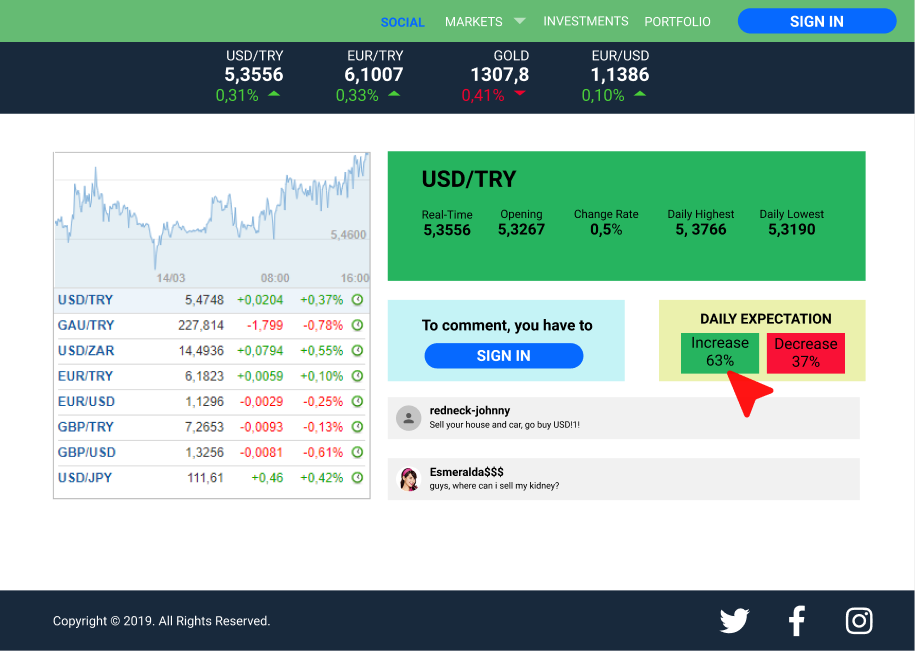 SOCIAL MARKETS INVESTMENTS PORTFOLIO SIGN IN
USD/TRY EUR/TRY GOLD EUR/USD
5,3556 6,1007 1307,8 1,1386
0,31% 0,33% 0,41% 0,10%
5,4600
14/03 08:00 16:00
USD/TRY 5,4748 +0,0204 +0,37%
GAU/TRY 227,814 -1,799 -0,78%
USD/ZAR 14,4936 +0,0794 +0,55%
EUR/TRY 6,1823 +0,0059 +0,10%
EUR/USD 1,1296 -0,0029 -0,25%
GBP/TRY 7,2653 -0,0093 -0,13%
GBP/USD 1,3256 -0,0081 -0,61%
USD/JPY 111,61 +0,46 +0,42%
USD/TRY
Real-Time Opening Change Rate Daily Highest Daily Lowest
5,3556 5,3267 0,5% 5, 3766 5,3190
To comment, you have to
SIGN IN
DAILY EXPECTATION
Increase Decrease
63% 37%
redneck-johnny
Sell your house and car, go buy USD!1!
Esmeralda$$$
guys, where can i sell my kidney?
Copyright © 2019. All Rights Reserved.